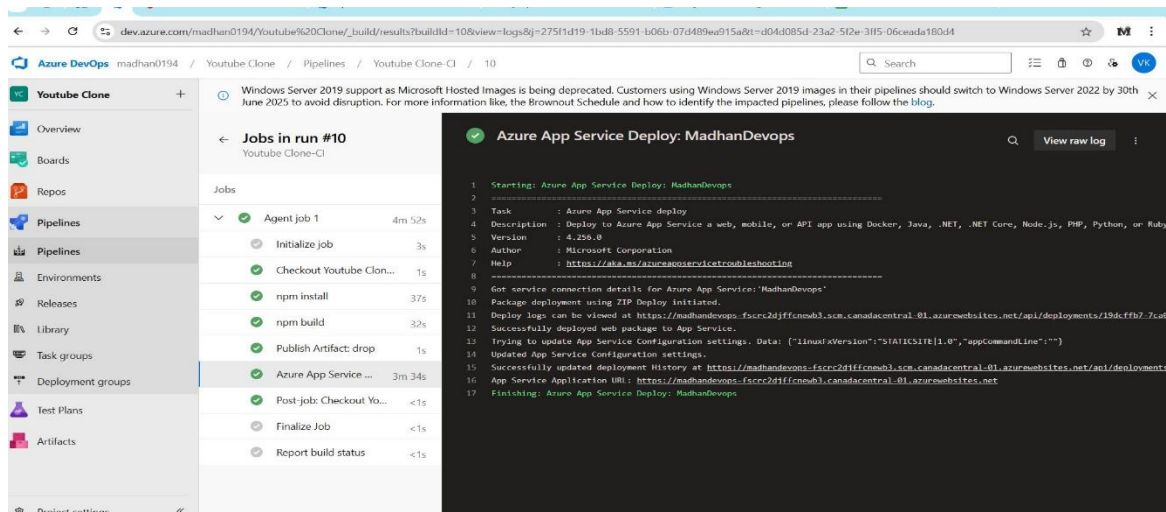 dev.azure.com/madhan0194/Youtube%20Clone/_build/results?buildId=10&view=logs&j=275f1d19-1bd8-5591-b06b-07d489ea915a&t=d04d085d-23a2-5f2e-3ff5-06ceada180d4
Azure DevOps madhan0194 / Youtube Clone / Pipelines / Youtube Clone-CI / 10
Search
VK
YC Youtube Clone +
Overview
Boards
Repos
Pipelines
Pipelines
Environments
Releases
Library
Task groups
Deployment groups
Test Plans
Artifacts
Project settings
Windows Server 2019 support as Microsoft Hosted Images is being deprecated. Customers using Windows Server 2019 images in their pipelines should switch to Windows Server 2022 by 30th
June 2025 to avoid disruption. For more information like, the Brownout Schedule and how to identify the impacted pipelines, please follow the blog.
Jobs in run #10
Youtube Clone-CI
Jobs
Agent job 1 4m 52s
Initialize job 3s
Checkout Youtube Clon... 1s
npm install 37s
npm build 32s
Publish Artifact: drop 1s
Azure App Service ... 3m 34s
Post-job: Checkout Yo... <1s
Finalize Job <1s
Report build status <1s
Azure App Service Deploy: MadhanDevops
View raw log
1 Starting: Azure App Service Deploy: MadhanDevops
2 ==============================================================================
3 Task : Azure App Service deploy
4 Description : Deploy to Azure App Service a web, mobile, or API app using Docker, Java, .NET, .NET Core, Node.js, PHP, Python, or Ruby
5 Version : 4.256.0
6 Author : Microsoft Corporation
7 Help : https://aka.ms/azureappservicetroubleshooting
8 ==============================================================================
9 Got service connection details for Azure App Service:'MadhanDevops'
10 Package deployment using ZIP Deploy initiated.
11 Deploy logs can be viewed at https://madhandevops-fscrc2djffcnewb3.scm.canadacentral-01.azurewebsites.net/api/deployments/19dcffb7-7ca0
12 Successfully deployed web package to App Service.
13 Trying to update App Service Configuration settings. Data: {"linuxFxVersion":"STATICSITE|1.0","appCommandLine":""}
14 Updated App Service Configuration settings.
15 Successfully updated deployment History at https://madhandevops-fscrc2djffcnewb3.scm.canadacentral-01.azurewebsites.net/api/deployments
16 App Service Application URL: https://madhandevops-fscrc2djffcnewb3.canadacentral-01.azurewebsites.net
17 Finishing: Azure App Service Deploy: MadhanDevops